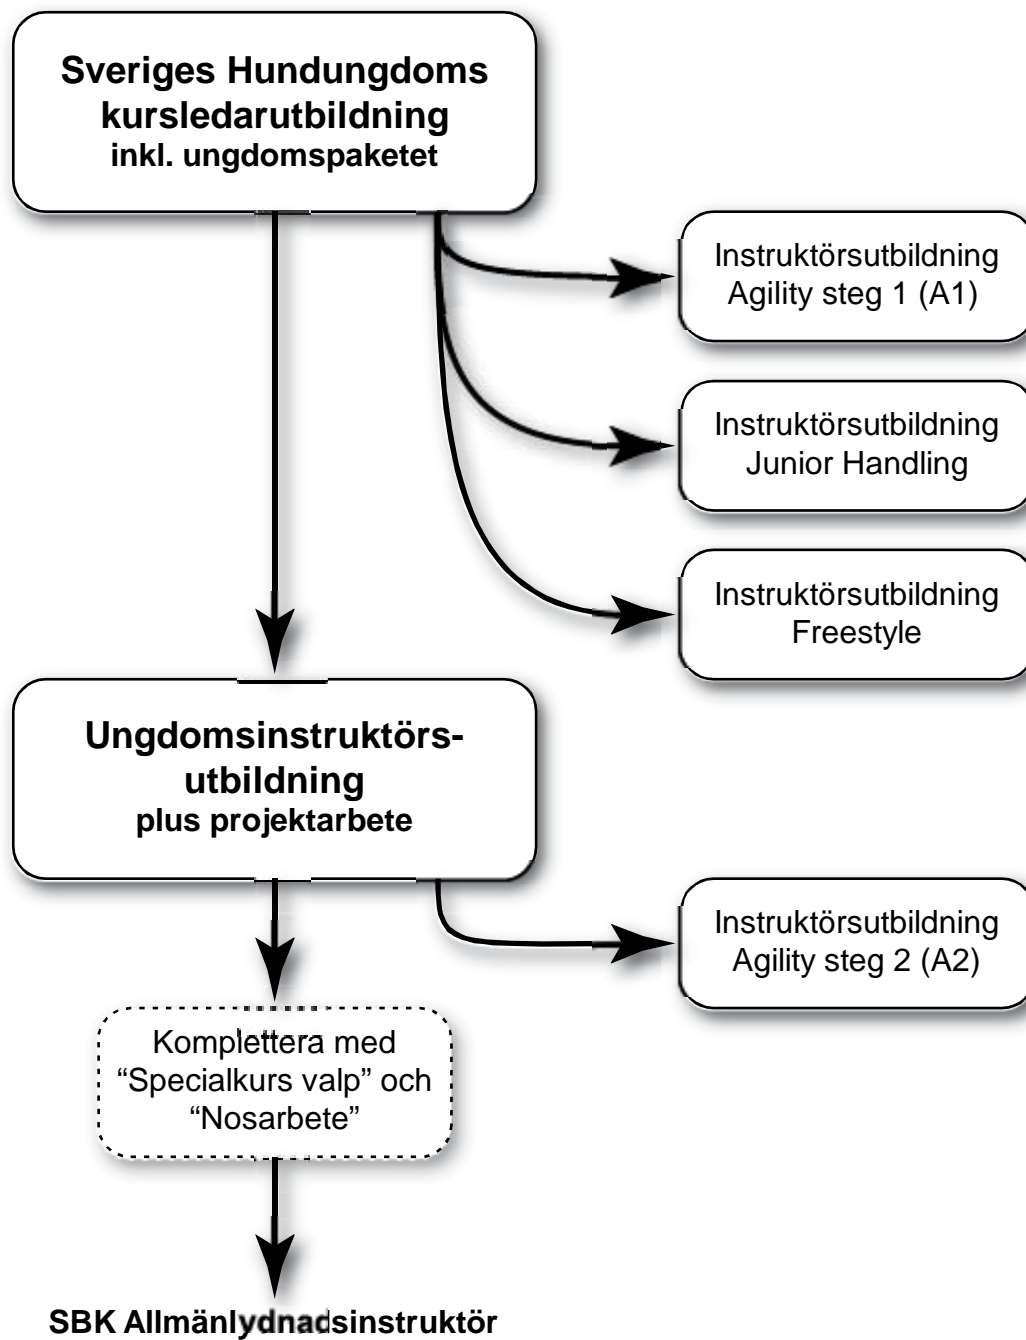 Sveriges Hundungdoms
kursledarutbildning
inkl. ungdomspaketet
Instruktörsutbildning
Agility steg 1 (A1)
Instruktörsutbildning
Junior Handling
Instruktörsutbildning
Freestyle
Ungdomsinstruktörs-
utbildning
plus projektarbete
Instruktörsutbildning
Agility steg 2 (A2)
Komplettera med
“Specialkurs valp” och
“Nosarbete”
SBK Allmänlydnadsinstruktör